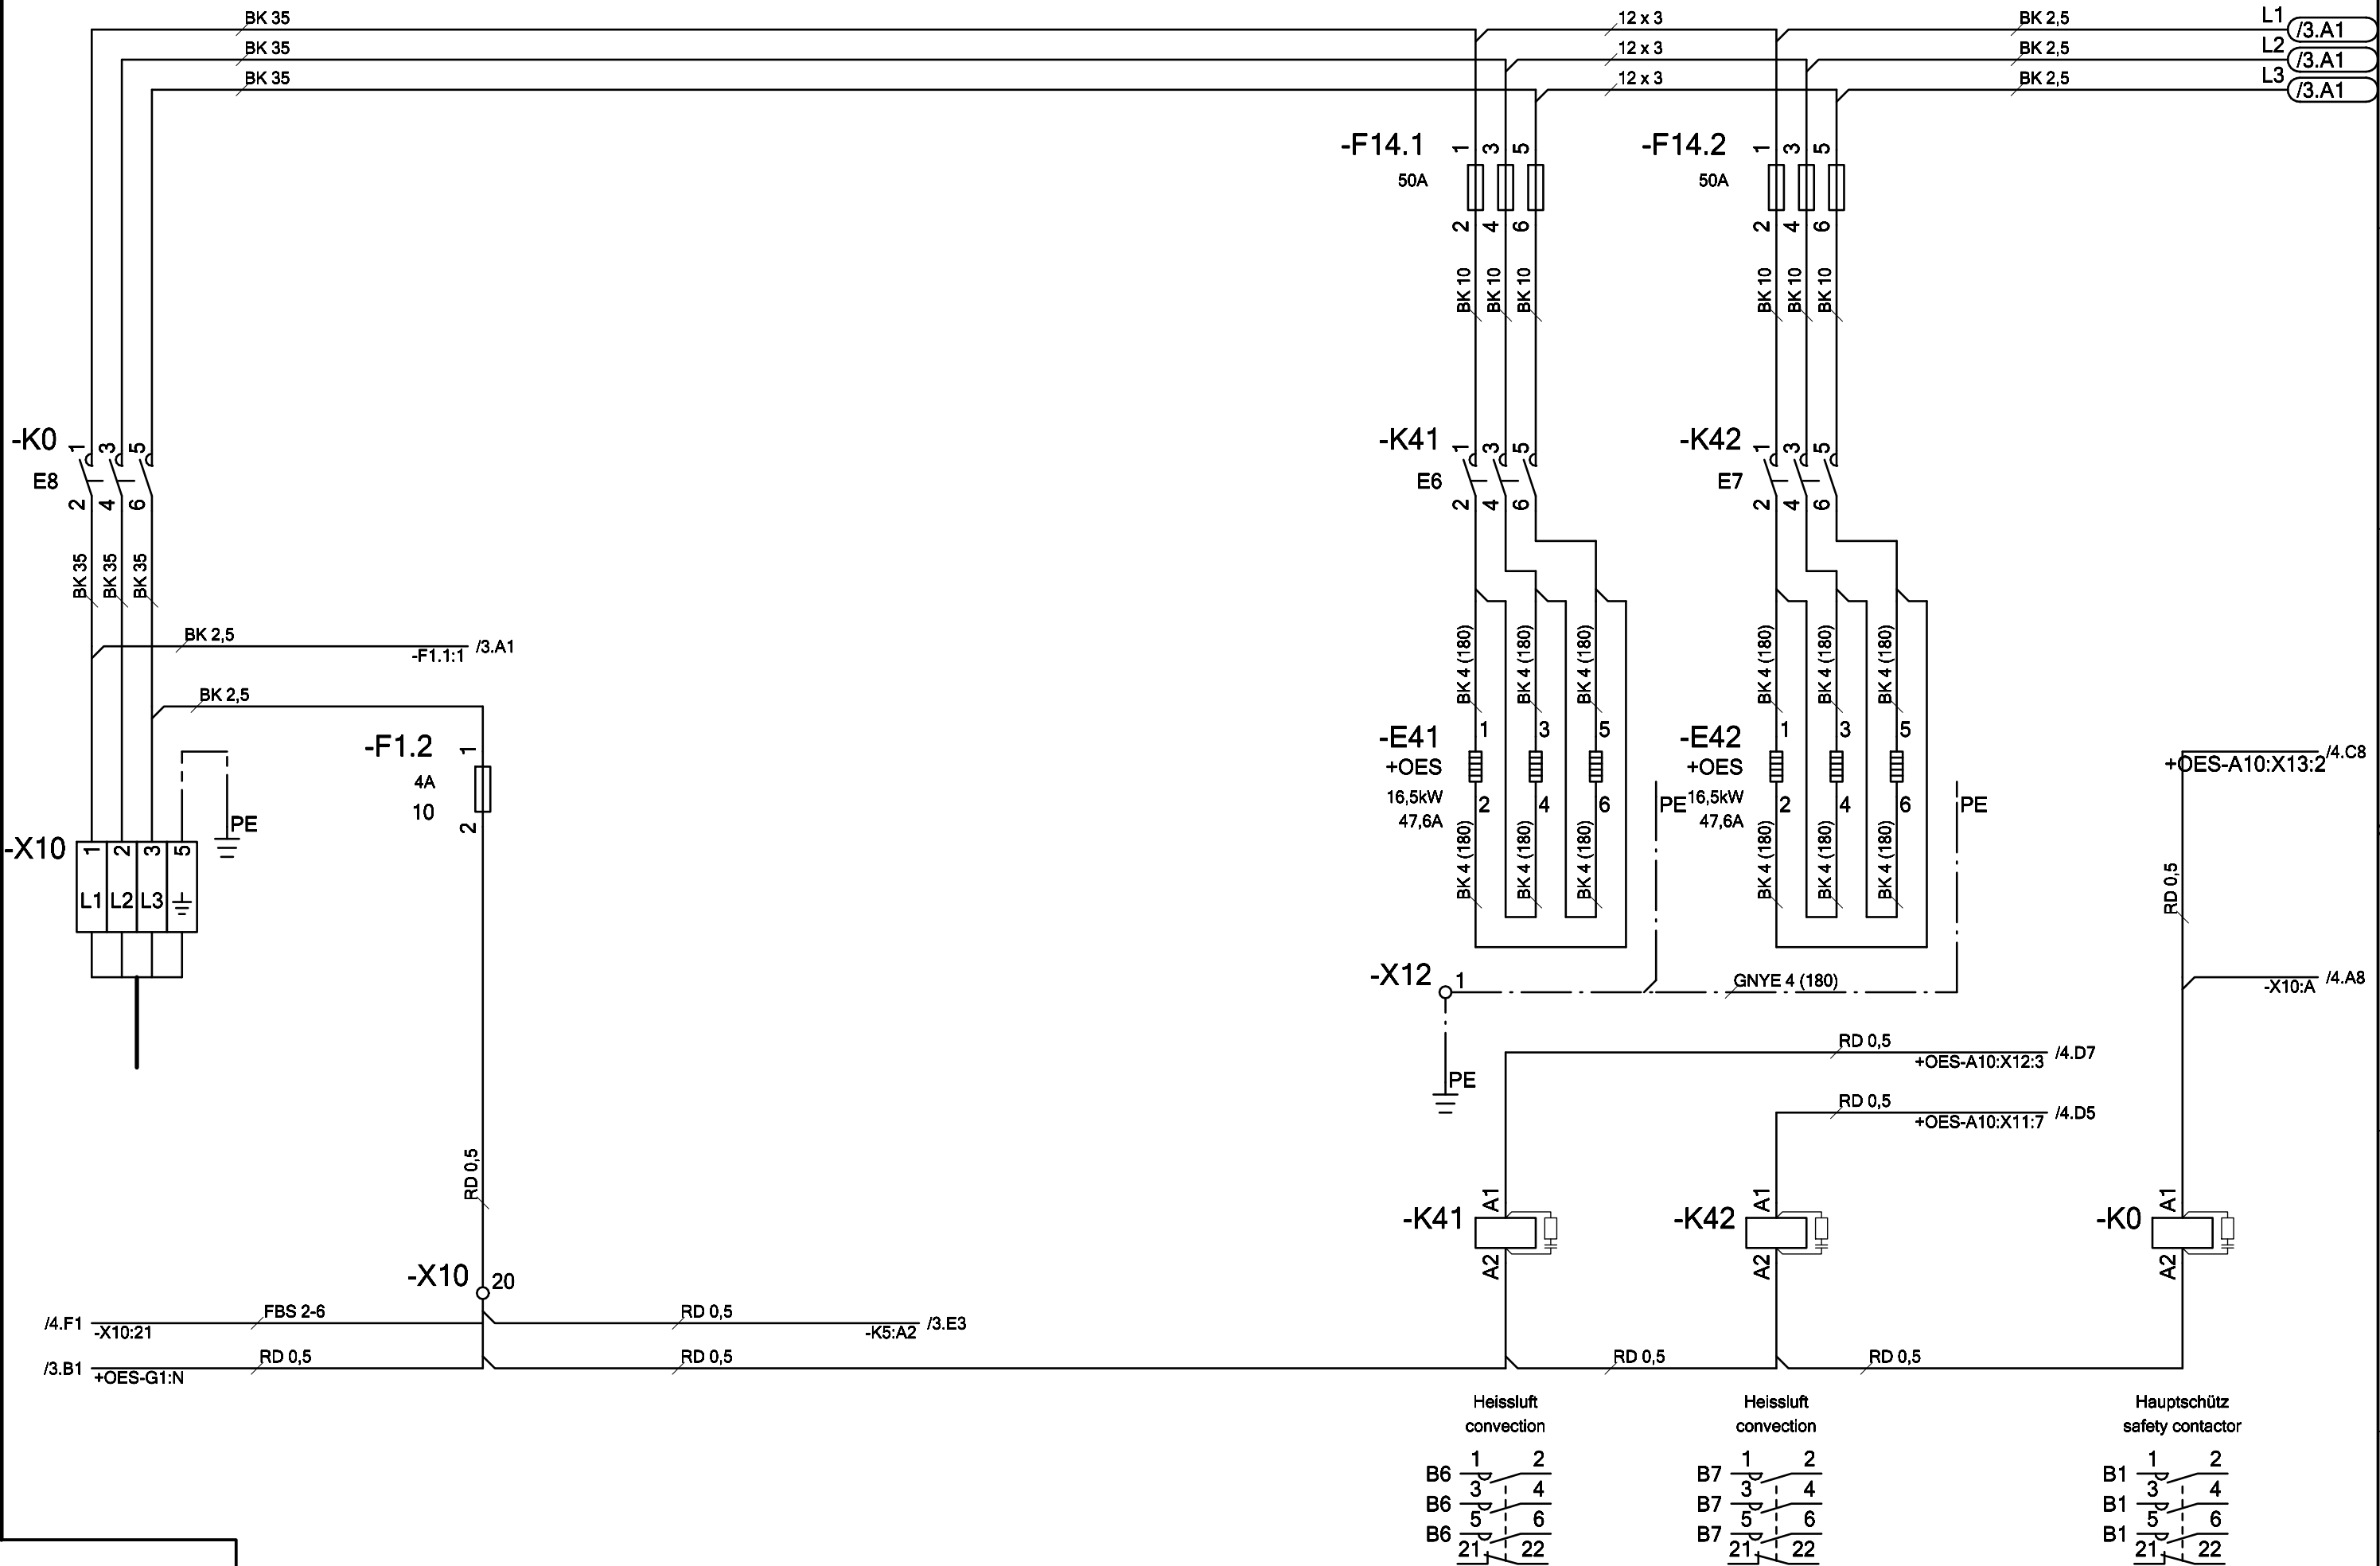 BK 35
12 x 3
BK 2,5
L1
/3.A1
BK 35
12 x 3
BK 2,5
L2
/3.A1
BK 35
12 x 3
BK 2,5
L3
/3.A1
-F14.1
1 3 5
50A
2 4 6
BK 10
BK 10
BK 10
-F14.2
1 3 5
50A
2 4 6
BK 10
BK 10
BK 10
-K0
1 3 5
E8
2 4 6
BK 35
BK 35
BK 35
-K41
1 3 5
E6
2 4 6
-K42
1 3 5
E7
2 4 6
BK 2,5
-F1.1:1
/3.A1
BK 2,5
-F1.2
1
4A
10
2
PE
-X10
1 2 3 5
L1 L2 L3
BK 4 (180)
BK 4 (180)
BK 4 (180)
-E41
1 3 5
+OES
16,5kW
2 4 6
47,6A
BK 4 (180)
BK 4 (180)
BK 4 (180)
PE
BK 4 (180)
BK 4 (180)
BK 4 (180)
-E42
1 3 5
+OES
16,5kW
2 4 6
47,6A
BK 4 (180)
BK 4 (180)
BK 4 (180)
PE
/4.C8
+OES-A10:X13:2
RD 0,5
-X12
1
GNYE 4 (180)
-X10:A
/4.A8
PE
RD 0,5
+OES-A10:X12:3
/4.D7
RD 0,5
+OES-A10:X11:7
/4.D5
RD 0,5
-K41
A1
A2
-K42
A1
A2
-K0
A1
A2
-X10
20
/4.F1
FBS 2-6
-X10:21
RD 0,5
-K5:A2
/3.E3
/3.B1
RD 0,5
+OES-G1:N
RD 0,5
RD 0,5
RD 0,5
Heissluft
convection
B6 1 2
B6 3 4
B6 5 6
21 22
Heissluft
convection
B7 1 2
B7 3 4
B7 5 6
21 22
Hauptschütz
safety contactor
B1 1 2
B1 3 4
B1 5 6
21 22